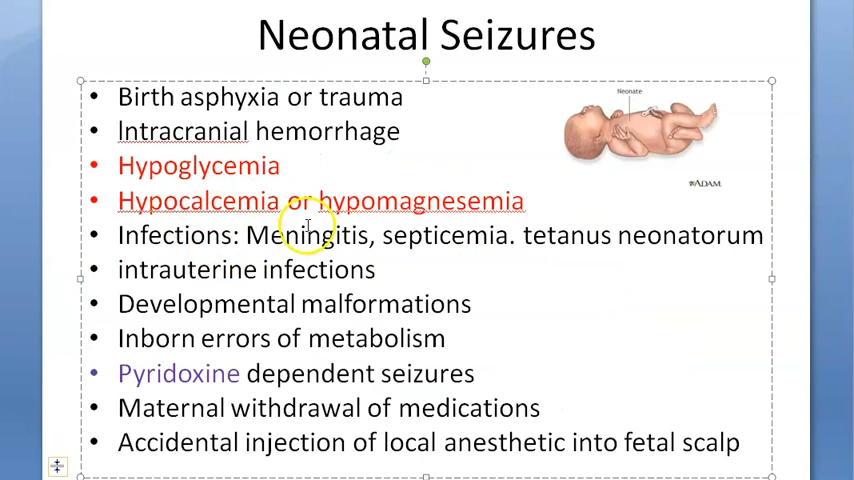 Neonatal Seizures
• Birth asphyxia or trauma
Neonate
• lntracranial hemorrhage
• Hypoglycemia
ADAM
• Hypocalcemia or hypomagnesemia
• Infections: Meningitis, septicemia. tetanus neonatorum
• intrauterine infections
• Developmental malformations
• Inborn errors of metabolism
• Pyridoxine dependent seizures
• Maternal withdrawal of medications
• Accidental injection of local anesthetic into fetal scalp